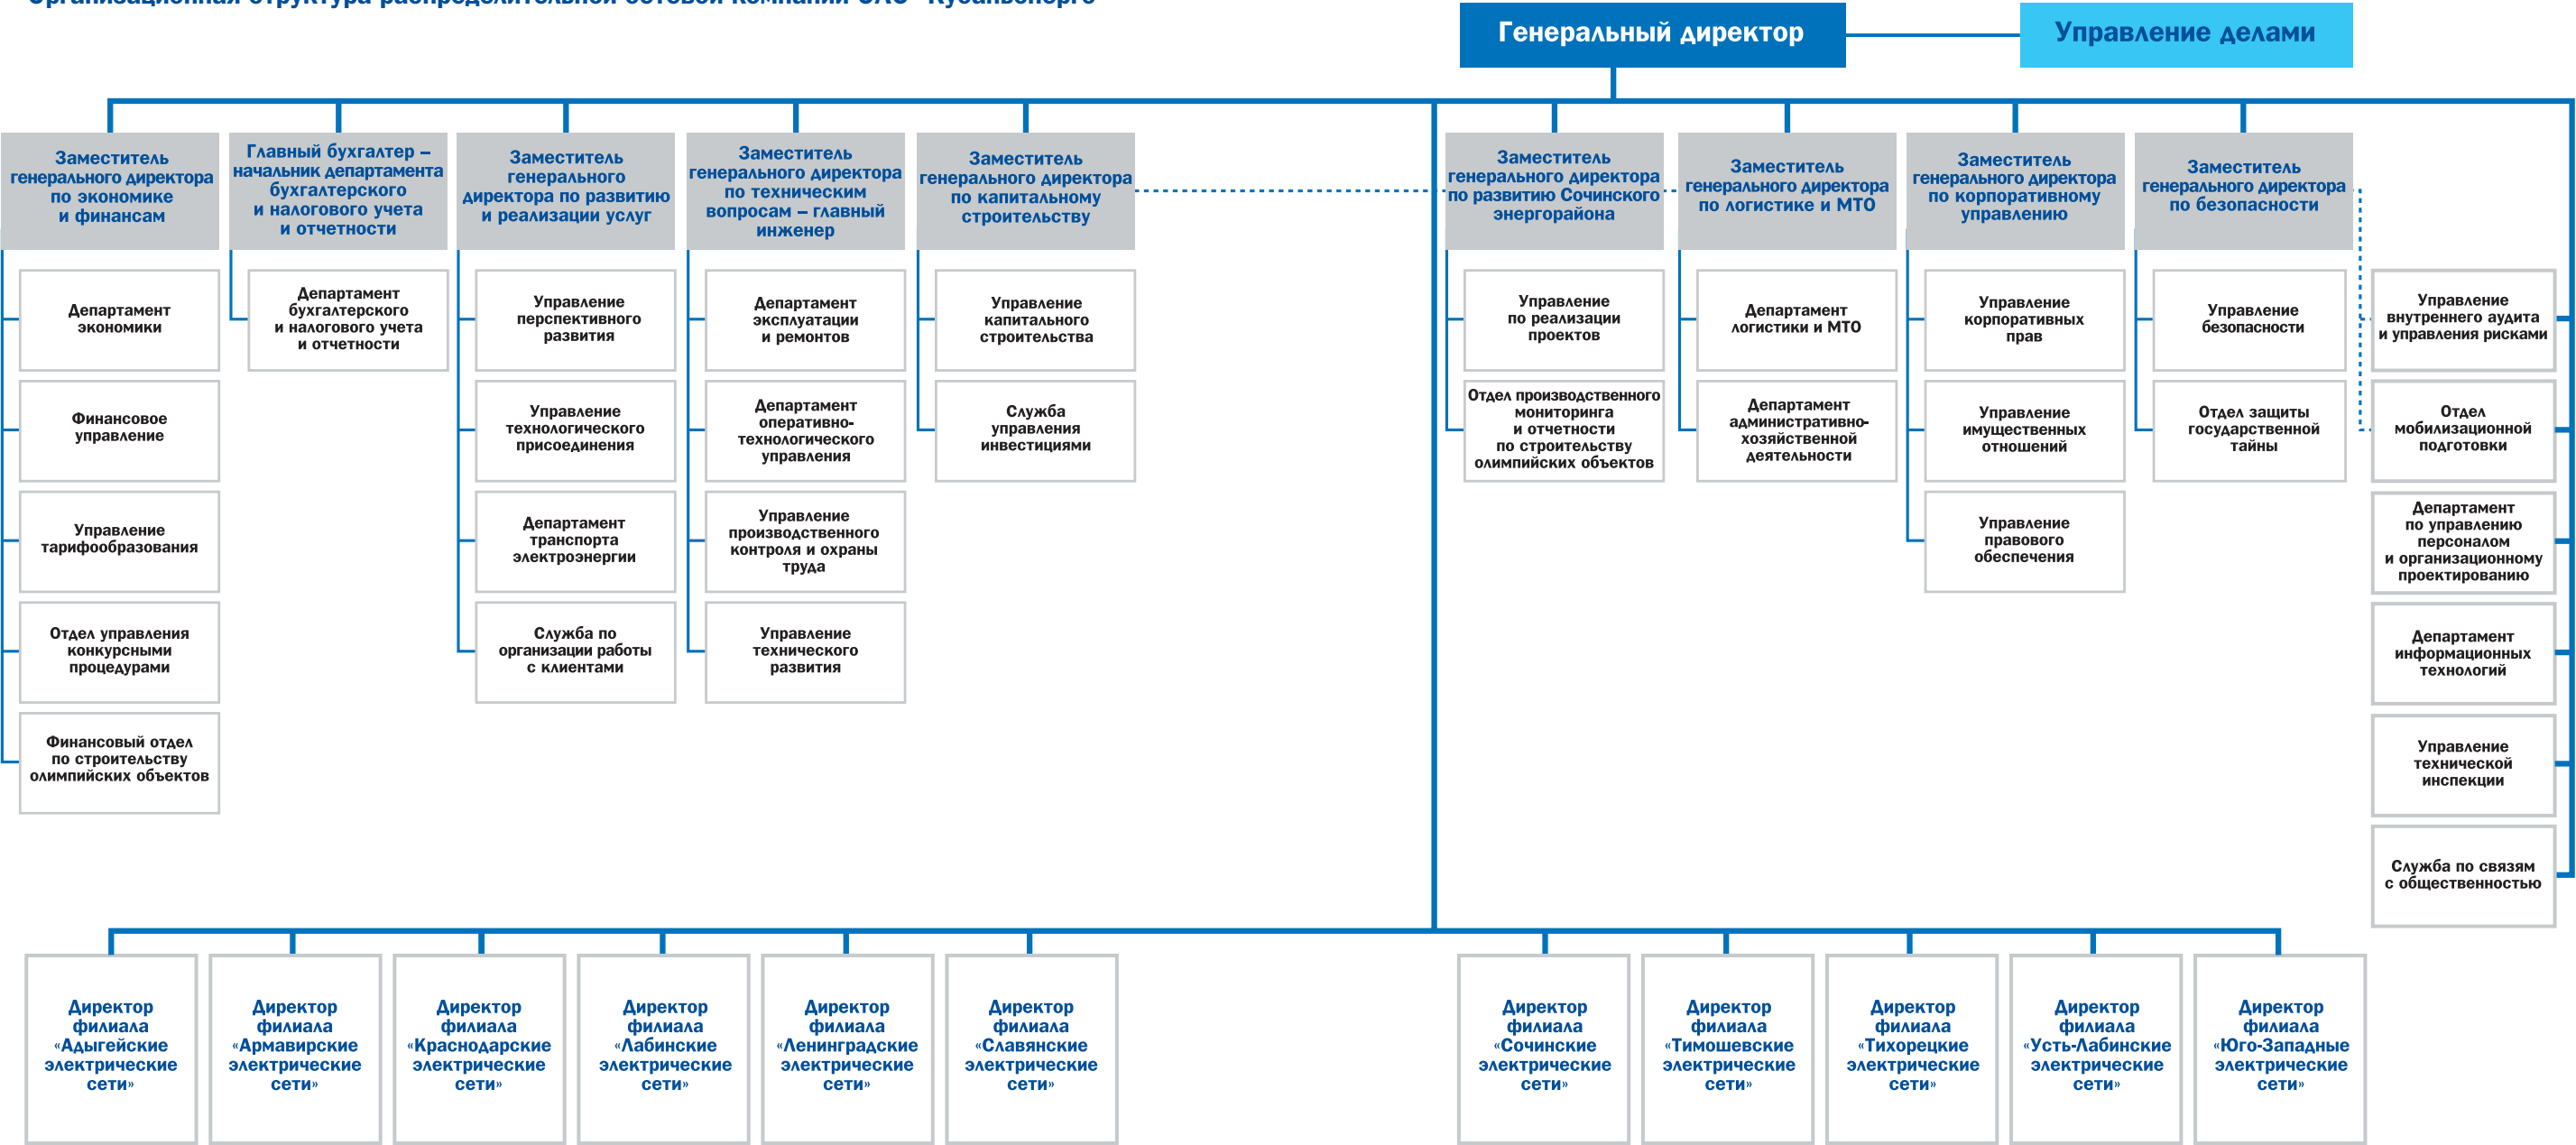 Организационная структура распределительной сетевой компании ОАО «Кубаньэнерго»
Генеральный директор
Управление делами
Заместитель
генерального директора
по экономике
и финансам
Главный бухгалтер –
начальник департамента
бухгалтерского
и налогового учета
и отчетности
Заместитель
генерального
директора по развитию
и реализации услуг
Заместитель
генерального директора
по техническим
вопросам – главный
инженер
Заместитель
генерального директора
по капитальному
строительству
Заместитель
генерального директора
по развитию Сочинского
энергорайона
Заместитель
генерального директора
по логистике и МТО
Заместитель
генерального директора
по корпоративному
управлению
Заместитель
генерального директора
по безопасности
Департамент
экономики
Финансовое
управление
Управление
тарифообразования
Отдел управления
конкурсными
процедурами
Финансовый отдел
по строительству
олимпийских объектов
Департамент
бухгалтерского
и налогового учета
и отчетности
Управление
перспективного
развития
Управление
технологического
присоединения
Департамент
транспорта
электроэнергии
Служба по
организации работы
с клиентами
Департамент
эксплуатации
и ремонтов
Департамент
оперативно-
технологического
управления
Управление
производственного
контроля и охраны
труда
Управление
технического
развития
Управление
капитального
строительства
Служба
управления
инвестициями
Управление
по реализации
проектов
Отдел производственного
мониторинга
и отчетности
по строительству
олимпийских объектов
Департамент
логистики и МТО
Департамент
административно-
хозяйственной
деятельности
Управление
корпоративных
прав
Управление
имущественных
отношений
Управление
правового
обеспечения
Управление
безопасности
Отдел защиты
государственной
тайны
Управление
внутреннего аудита
и управления рисками
Отдел
мобилизационной
подготовки
Департамент
по управлению
персоналом
и организационному
проектированию
Департамент
информационных
технологий
Управление
технической
инспекции
Служба по связям
с общественностью
Директор
филиала
«Адыгейские
электрические
сети»
Директор
филиала
«Армавирские
электрические
сети»
Директор
филиала
«Краснодарские
электрические
сети»
Директор
филиала
«Лабинские
электрические
сети»
Директор
филиала
«Ленинградские
электрические
сети»
Директор
филиала
«Славянские
электрические
сети»
Директор
филиала
«Сочинские
электрические
сети»
Директор
филиала
«Тимошевские
электрические
сети»
Директор
филиала
«Тихорецкие
электрические
сети»
Директор
филиала
«Усть-Лабинские
электрические
сети»
Директор
филиала
«Юго-Западные
электрические
сети»